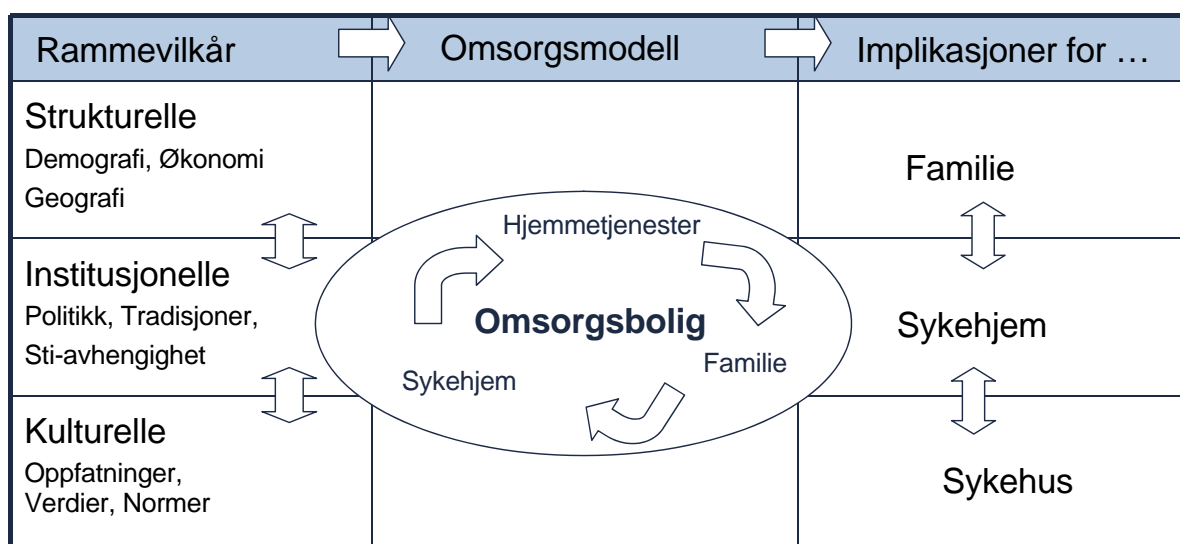 Rammevilkår
Omsorgsmodell
Implikasjoner for …
Strukturelle
Demografi, Økonomi
Geografi
Institusjonelle
Politikk, Tradisjoner,
Sti-avhengighet
Kulturelle
Oppfatninger,
Verdier, Normer
Hjemmetjenester
Omsorgsbolig
Familie
Sykehjem
Familie
Sykehjem
Sykehus